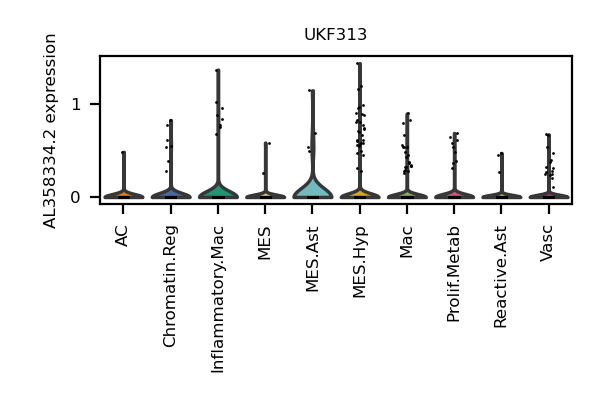 UKF313
AL358334.2 expression
1
0
AC
Chromatin.Reg
Inflammatory.Mac
MES
MES.Ast
MES.Hyp
Mac
Prolif.Metab
Reactive.Ast
Vasc